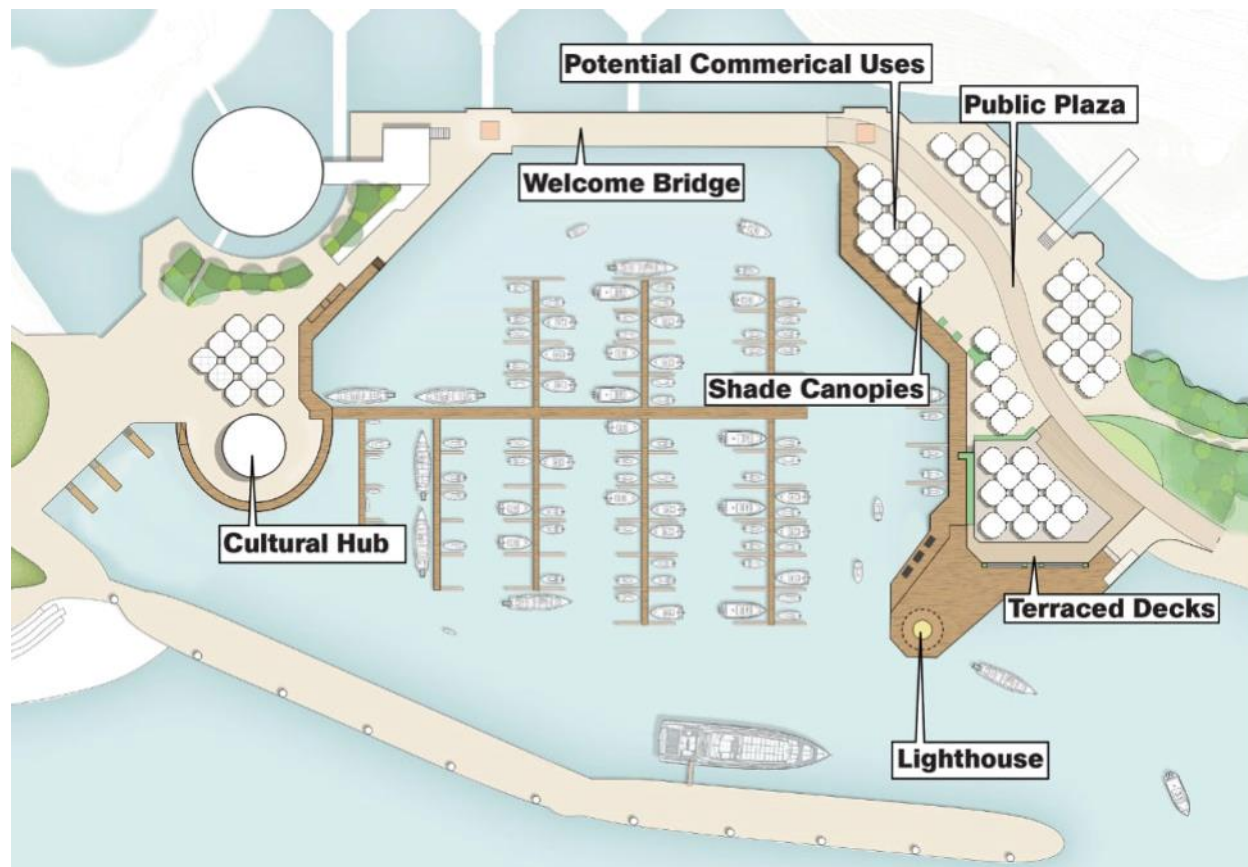 Potential Commerical Uses
Public Plaza
Welcome Bridge
Shade Canopies
Cultural Hub
Terraced Decks
Lighthouse